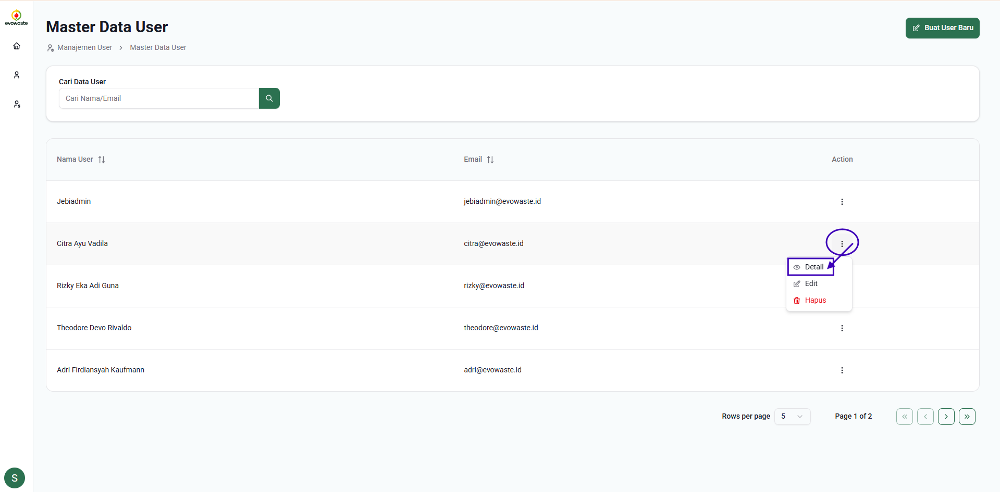 evowaste
Master Data User
Buat User Baru
Manajemen User > Master Data User
Cari Data User
Cari Nama/Email
Nama User Email Action
Jebiadmin jebiadmin@evowaste.id
Citra Ayu Vadila citra@evowaste.id
Detail
Rizky Eka Adi Guna rizky@evowaste.id
Edit
Hapus
Theodore Devo Rivaldo theodore@evowaste.id
Adri Firdiansyah Kaufmann adri@evowaste.id
Rows per page 5 Page 1 of 2
S